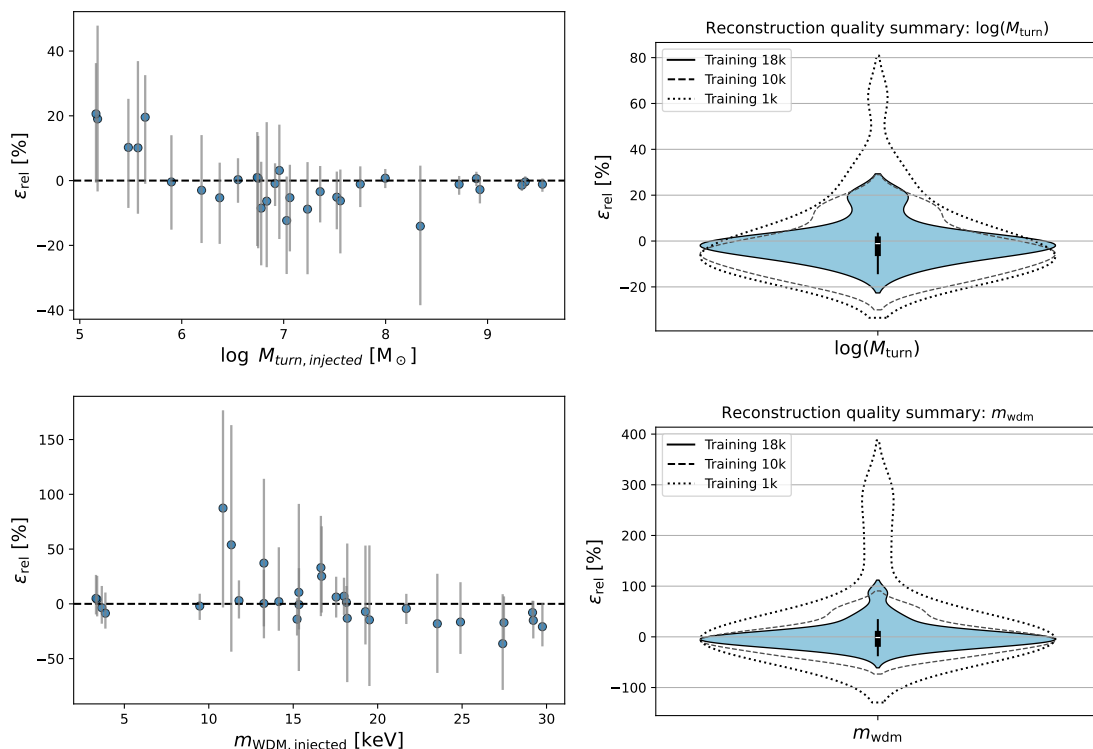 40
20
0
−20
−40
ε_rel [%]
5
6
7
8
9
log M_turn,injected [M_⊙]
Reconstruction quality summary: log(M_turn)
Training 18k
Training 10k
Training 1k
80
60
40
20
0
−20
ε_rel [%]
log(M_turn)
150
100
50
0
−50
ε_rel [%]
5
10
15
20
25
30
m_WDM,injected [keV]
Reconstruction quality summary: m_wdm
Training 18k
Training 10k
Training 1k
400
300
200
100
0
−100
ε_rel [%]
m_wdm